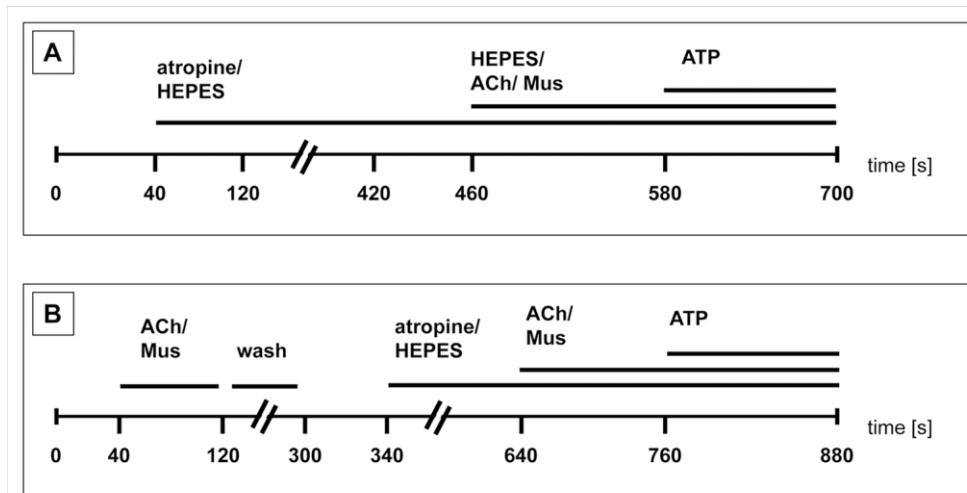 A
atropine/
HEPES
HEPES/
ACh/ Mus
ATP
0 40 120 420 460 580 700
time [s]
B
ACh/
Mus
wash
atropine/
HEPES
ACh/
Mus
ATP
0 40 120 300 340 640 760 880
time [s]